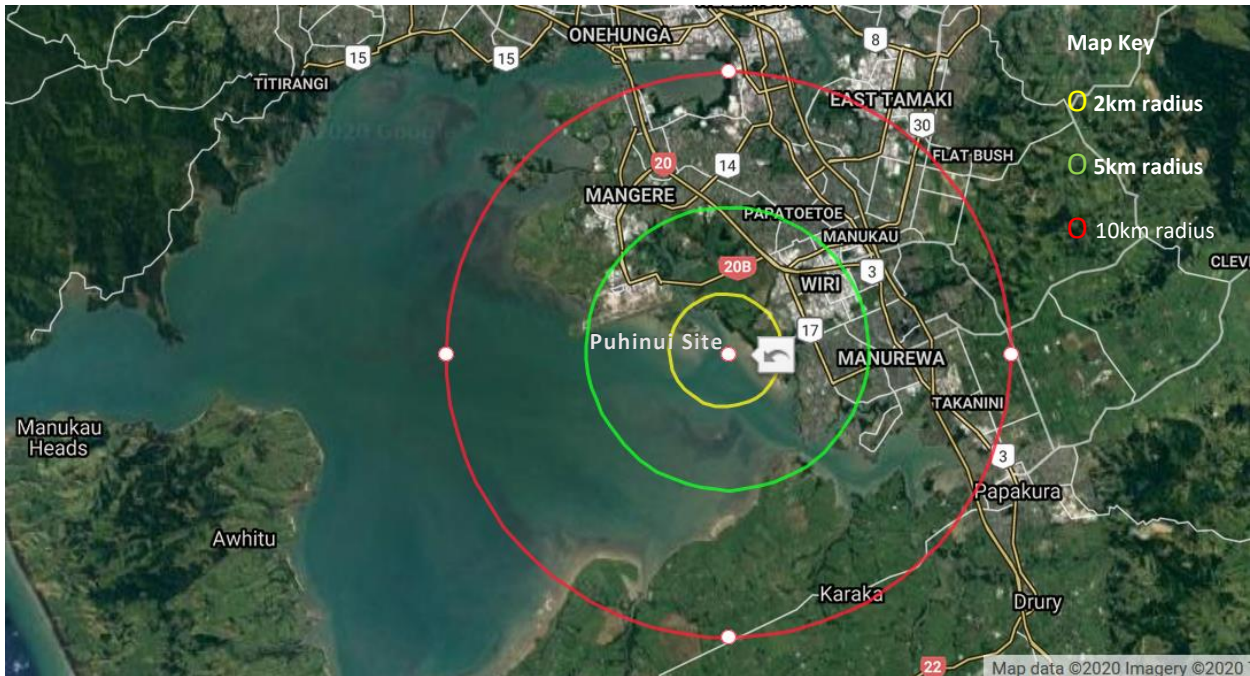 ONEHUNGA
8
Map Key
15
15
TITIRANGI
EAST TAMAKI
2km radius
30
FLAT BUSH
20
14
5km radius
MANGERE
PAPATOETOE
MANUKAU
10km radius
20B
3
CLEV
WIRI
17
Puhinui Site
MANUREWA
TAKANINI
Manukau
Heads
3
Papakura
Awhitu
Karaka
Drury
22
Map data ©2020 Imagery ©2020